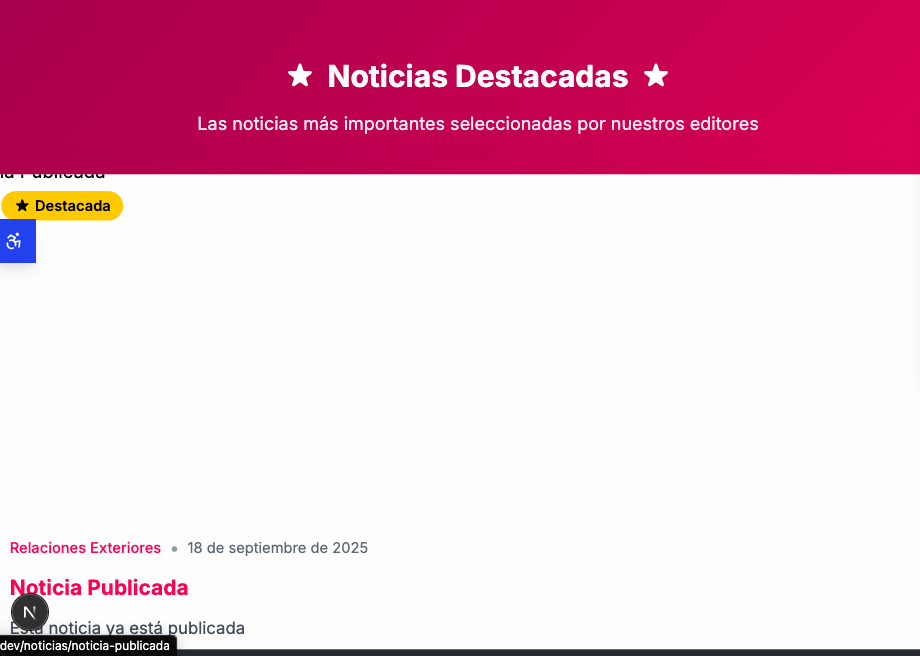 Noticias Destacadas
Las noticias más importantes seleccionadas por nuestros editores
ia Publicada
Destacada
Relaciones Exteriores • 18 de septiembre de 2025
Noticia Publicada
Esta noticia ya está publicada
N
dev/noticias/noticia-publicada